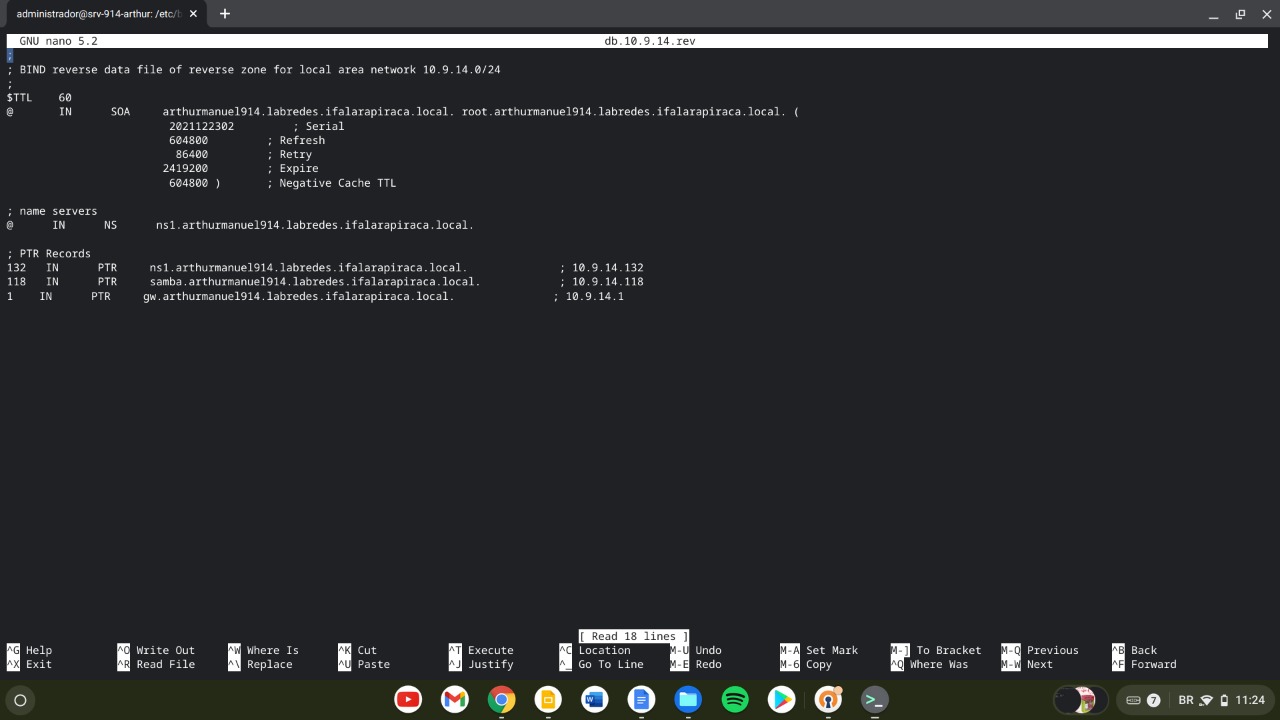 administrador@srv-914-arthur: /etc/b
GNU nano 5.2 db.10.9.14.rev
;
; BIND reverse data file of reverse zone for local area network 10.9.14.0/24
;
$TTL 60
@ IN SOA arthurmanuel914.labredes.ifalarapiraca.local. root.arthurmanuel914.labredes.ifalarapiraca.local. (
2021122302 ; Serial
604800 ; Refresh
86400 ; Retry
2419200 ; Expire
604800 ) ; Negative Cache TTL
; name servers
@ IN NS ns1.arthurmanuel914.labredes.ifalarapiraca.local.
; PTR Records
132 IN PTR ns1.arthurmanuel914.labredes.ifalarapiraca.local. ; 10.9.14.132
118 IN PTR samba.arthurmanuel914.labredes.ifalarapiraca.local. ; 10.9.14.118
1 IN PTR gw.arthurmanuel914.labredes.ifalarapiraca.local. ; 10.9.14.1
[ Read 18 lines ]
^G Help ^O Write Out ^W Where Is ^K Cut ^T Execute ^C Location M-U Undo M-A Set Mark M-] To Bracket M-Q Previous ^B Back
^X Exit ^R Read File ^\ Replace ^U Paste ^J Justify ^_ Go To Line M-E Redo M-6 Copy ^Q Where Was M-W Next ^F Forward
7 BR 11:24